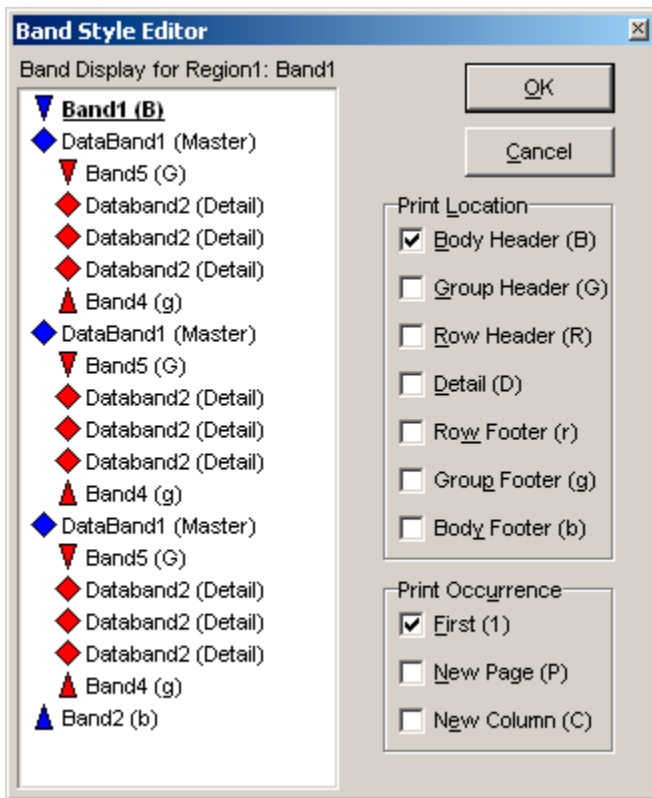 Band Style Editor
Band Display for Region1: Band1
Band1 (B)
DataBand1 (Master)
Band5 (G)
Databand2 (Detail)
Databand2 (Detail)
Databand2 (Detail)
Band4 (g)
DataBand1 (Master)
Band5 (G)
Databand2 (Detail)
Databand2 (Detail)
Databand2 (Detail)
Band4 (g)
DataBand1 (Master)
Band5 (G)
Databand2 (Detail)
Databand2 (Detail)
Databand2 (Detail)
Band4 (g)
Band2 (b)
OK
Cancel
Print Location
Body Header (B)
Group Header (G)
Row Header (R)
Detail (D)
Row Footer (r)
Group Footer (g)
Body Footer (b)
Print Occurrence
First (1)
New Page (P)
New Column (C)